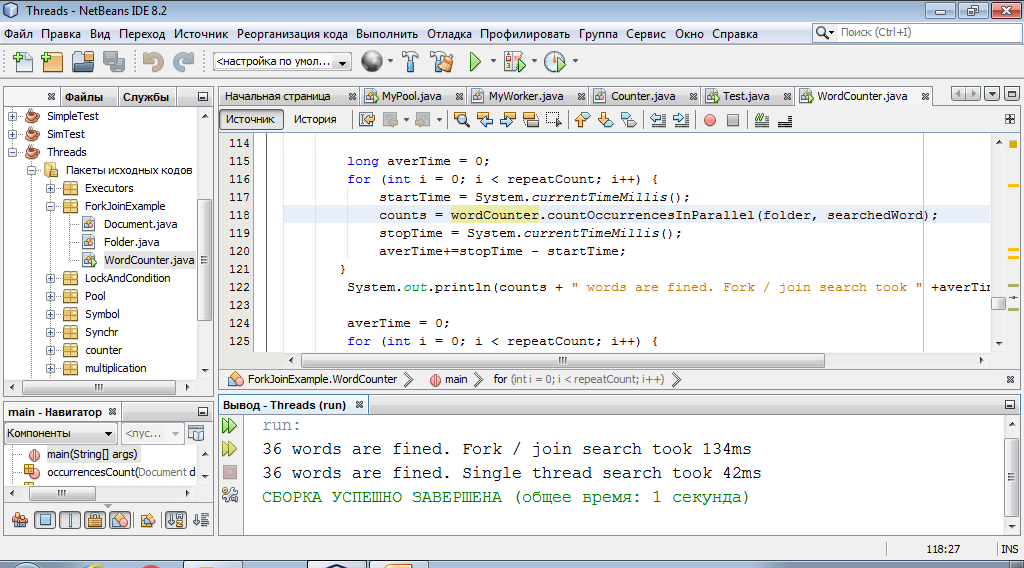 Threads - NetBeans IDE 8.2
Файл Правка Вид Переход Источник Реорганизация кода Выполнить Отладка Профилировать Группа Сервис Окно Справка
Поиск (Ctrl+I)
<настройка по умол...
Файлы Службы
SimpleTest
SimTest
Threads
Пакеты исходных кодов
Executors
ForkJoinExample
Document.java
Folder.java
WordCounter.java
LockAndCondition
Pool
Symbol
Synchr
counter
multiplication
Начальная страница MyPool.java MyWorker.java Counter.java Test.java WordCounter.java
Источник История
114
115 long averTime = 0;
116 for (int i = 0; i < repeatCount; i++) {
117 startTime = System.currentTimeMillis();
118 counts = wordCounter.countOccurrencesInParallel(folder, searchedWord);
119 stopTime = System.currentTimeMillis();
120 averTime+=stopTime - startTime;
121 }
122 System.out.println(counts + " words are fined. Fork / join search took " +averTim
123
124 averTime = 0;
125 for (int i = 0; i < repeatCount; i++) {
ForkJoinExample.WordCounter main for (int i = 0; i < repeatCount; i++)
main - Навигатор
Компоненты <пус...
main(String[] args)
occurrencesCount(Document d
Вывод - Threads (run)
run:
36 words are fined. Fork / join search took 134ms
36 words are fined. Single thread search took 42ms
СБОРКА УСПЕШНО ЗАВЕРШЕНА (общее время: 1 секунда)
118:27 INS